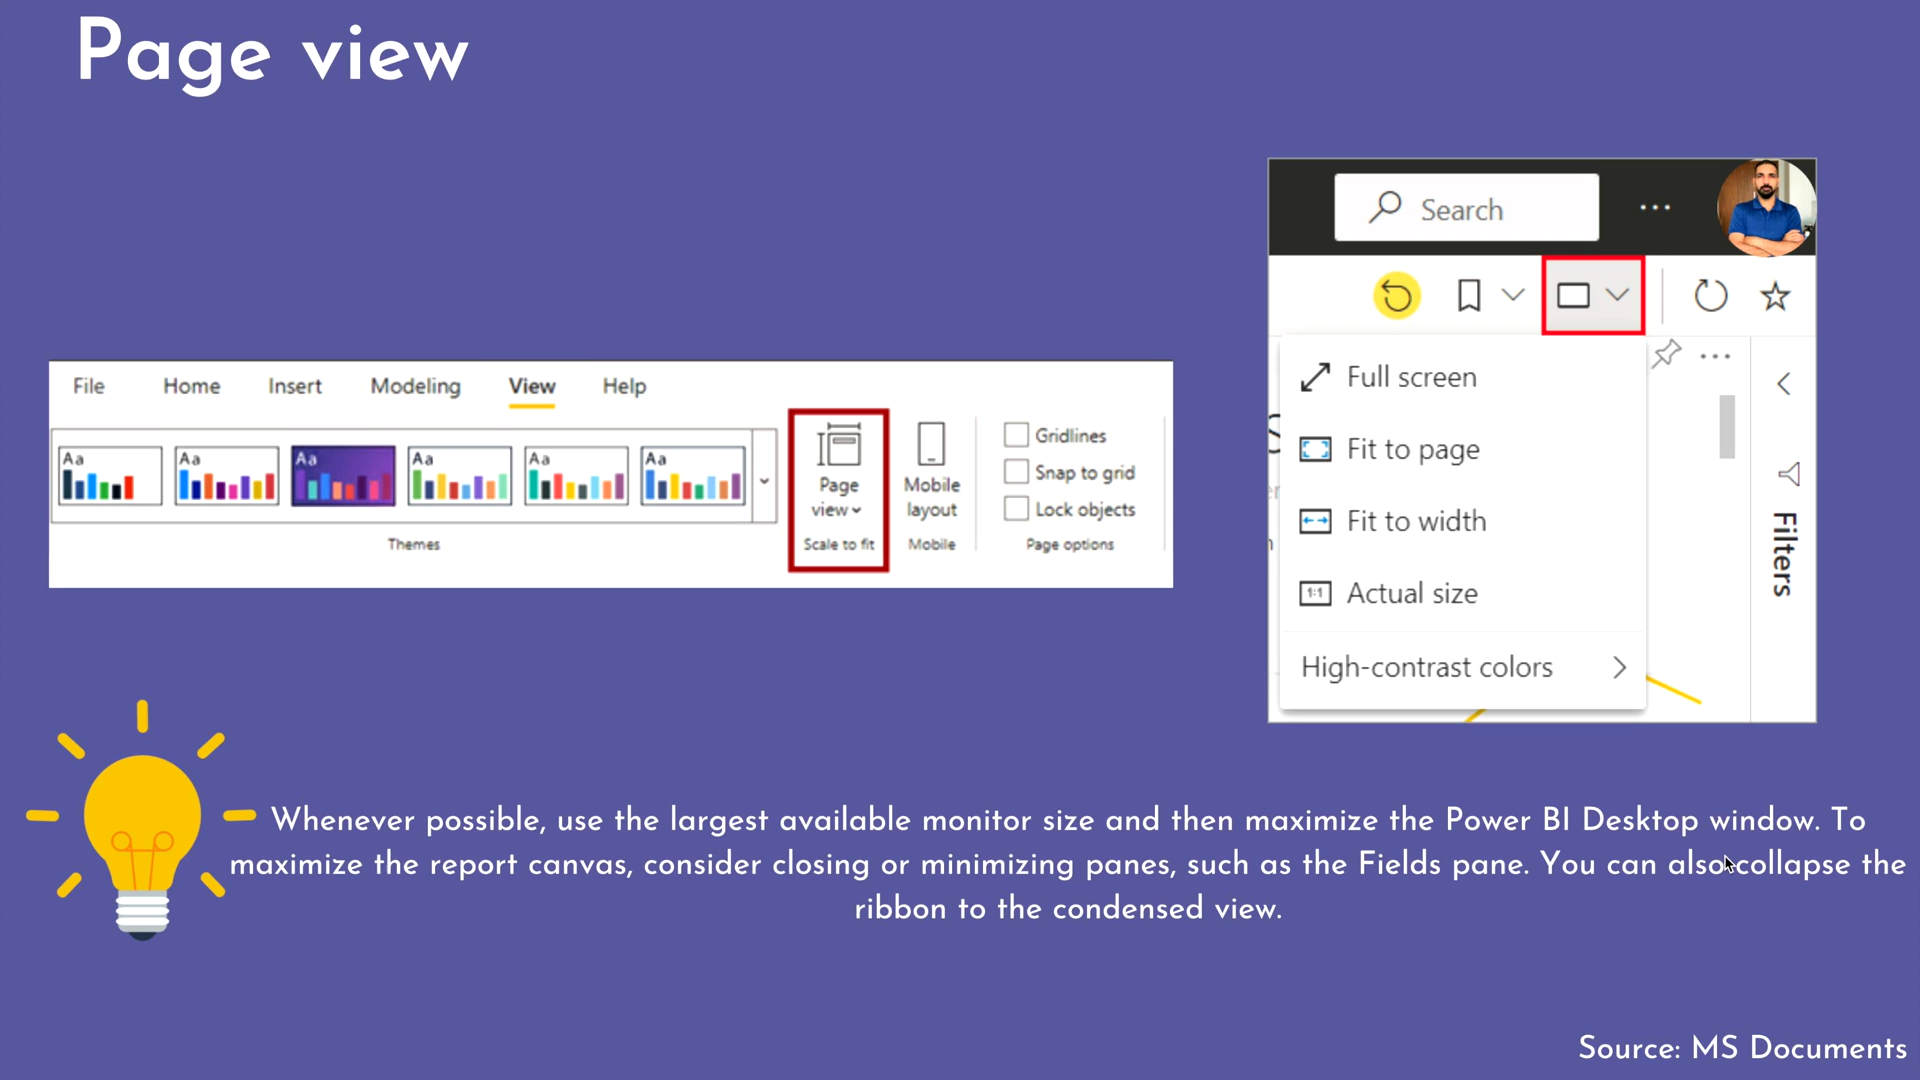 Page view
Search
File Home Insert Modeling View Help
Aa Aa Aa Aa Aa Aa
Page view
Mobile layout
Gridlines
Snap to grid
Lock objects
Themes
Scale to fit
Mobile
Page options
Full screen
Fit to page
Fit to width
1:1 Actual size
High-contrast colors
Filters
Whenever possible, use the largest available monitor size and then maximize the Power BI Desktop window. To
maximize the report canvas, consider closing or minimizing panes, such as the Fields pane. You can also collapse the
ribbon to the condensed view.
Source: MS Documents